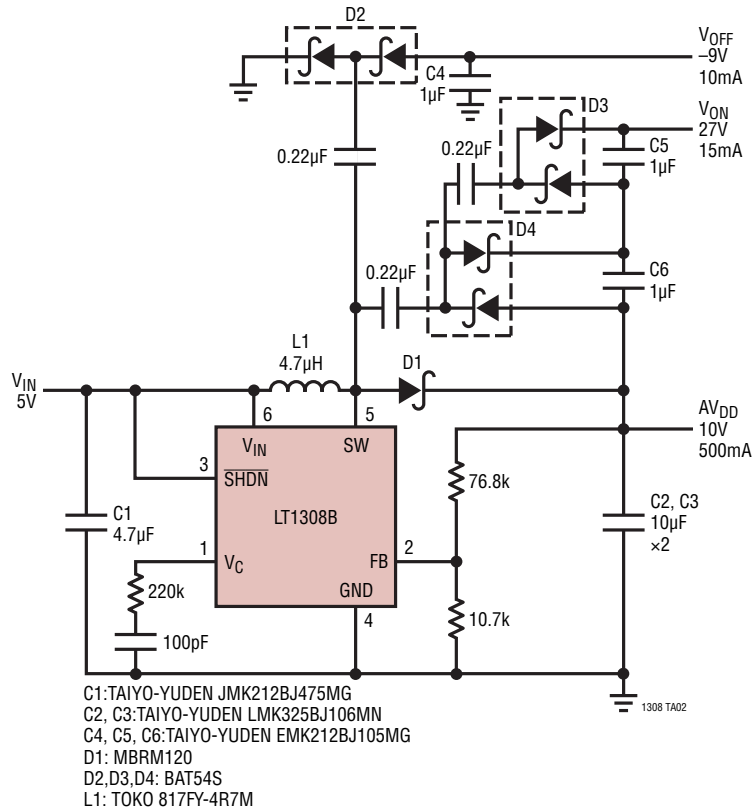 D2
VOFF
–9V
10mA
C4
1µF
D3
VON
27V
15mA
0.22µF
0.22µF
C5
1µF
D4
0.22µF
C6
1µF
L1
4.7µH
D1
VIN
5V
6
5
VIN
SW
AVDD
10V
500mA
3
SHDN
76.8k
LT1308B
C1
4.7µF
C2, C3
10µF
×2
1
VC
2
FB
220k
GND
4
10.7k
100pF
C1:TAIYO-YUDEN JMK212BJ475MG
C2, C3:TAIYO-YUDEN LMK325BJ106MN
C4, C5, C6:TAIYO-YUDEN EMK212BJ105MG
D1: MBRM120
D2,D3,D4: BAT54S
L1: TOKO 817FY-4R7M
1308 TA02